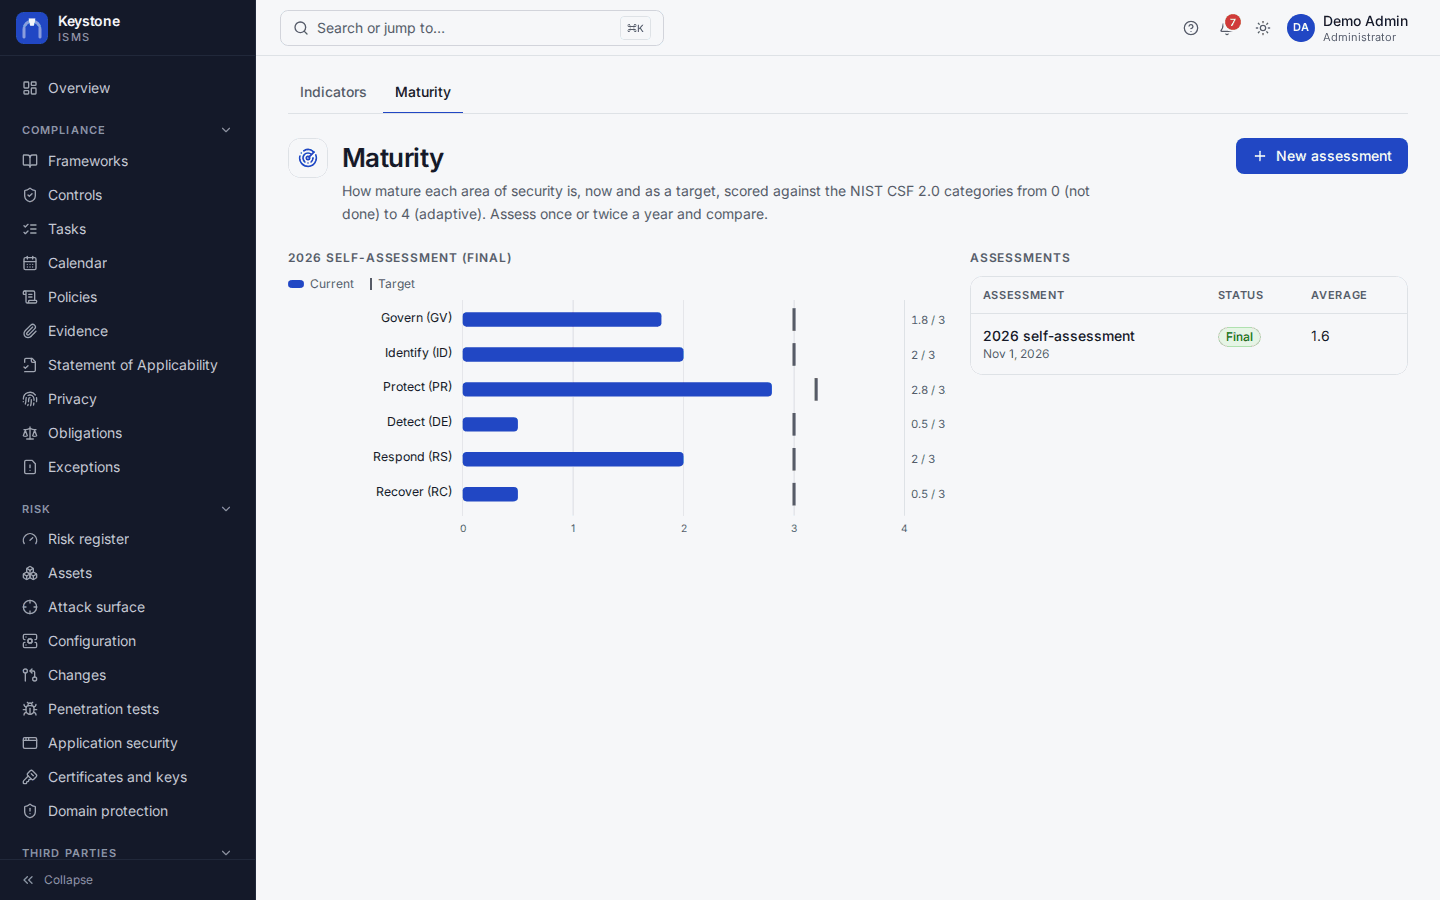 Keystone
ISMS
Search or jump to...
⌘K
7
DA
Demo Admin
Administrator
Overview
COMPLIANCE
Frameworks
Controls
Tasks
Calendar
Policies
Evidence
Statement of Applicability
Privacy
Obligations
Exceptions
RISK
Risk register
Assets
Attack surface
Configuration
Changes
Penetration tests
Application security
Certificates and keys
Domain protection
THIRD PARTIES
Collapse
Indicators
Maturity
Maturity
New assessment
How mature each area of security is, now and as a target, scored against the NIST CSF 2.0 categories from 0 (not
done) to 4 (adaptive). Assess once or twice a year and compare.
2026 SELF-ASSESSMENT (FINAL)
Current
Target
Govern (GV)
1.8 / 3
Identify (ID)
2 / 3
Protect (PR)
2.8 / 3
Detect (DE)
0.5 / 3
Respond (RS)
2 / 3
Recover (RC)
0.5 / 3
0 1 2 3 4
ASSESSMENTS
ASSESSMENT STATUS AVERAGE
2026 self-assessment Final 1.6
Nov 1, 2026